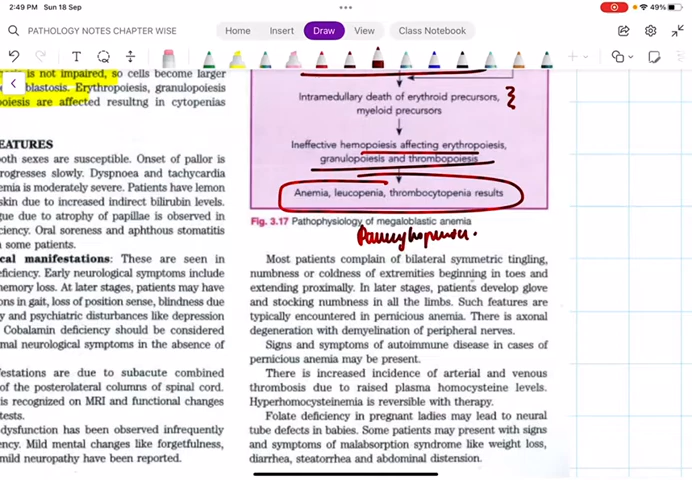 2:49 PM Sun 18 Sep
49%
PATHOLOGY NOTES CHAPTER WISE
Home Insert Draw View Class Notebook
is is not impaired, so cells become larger
blastosis. Erythropoiesis, granulopoiesis
poiesis are affected resultng in cytopenias
EATURES
oth sexes are susceptible. Onset of pallor is
rogresses slowly. Dyspnoea and tachycardia
emia is moderately severe. Patients have lemon
skin due to increased indirect bilirubin levels.
gue due to atrophy of papillae is observed in
ciency. Oral soreness and aphthous stomatitis
n some patients.
cal manifestations: These are seen in
eficiency. Early neurological symptoms include
memory loss. At later stages, patients may have
ons in gait, loss of position sense, blindness due
y and psychiatric disturbances like depression
Cobalamin deficiency should be considered
mal neurological symptoms in the absence of
festations are due to subacute combined
of the posterolateral columns of spinal cord.
is recognized on MRI and functional changes
tests.
dysfunction has been observed infrequently
ency. Mild mental changes like forgetfulness,
mild neuropathy have been reported.
Intramedullary death of erythroid precursors,
myeloid precursors
Ineffective hemopoiesis affecting erythropoiesis,
granulopoiesis and thrombopoiesis
Anemia, leucopenia, thrombocytopenia results
Fig. 3.17 Pathophysiology of megaloblastic anemia
Most patients complain of bilateral symmetric tingling,
numbness or coldness of extremities beginning in toes and
extending proximally. In later stages, patients develop glove
and stocking numbness in all the limbs. Such features are
typically encountered in pernicious anemia. There is axonal
degeneration with demyelination of peripheral nerves.
Signs and symptoms of autoimmune disease in cases of
pernicious anemia may be present.
There is increased incidence of arterial and venous
thrombosis due to raised plasma homocysteine levels.
Hyperhomocysteinemia is reversible with therapy.
Folate deficiency in pregnant ladies may lead to neural
tube defects in babies. Some patients may present with signs
and symptoms of malabsorption syndrome like weight loss,
diarrhea, steatorrhea and abdominal distension.